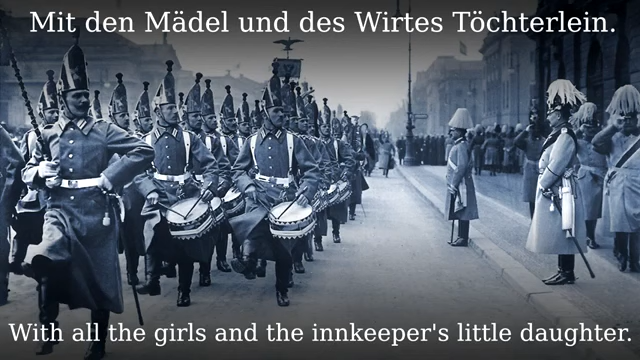 Mit den Mädel und des Wirtes Töchterlein.
With all the girls and the innkeeper's little daughter.